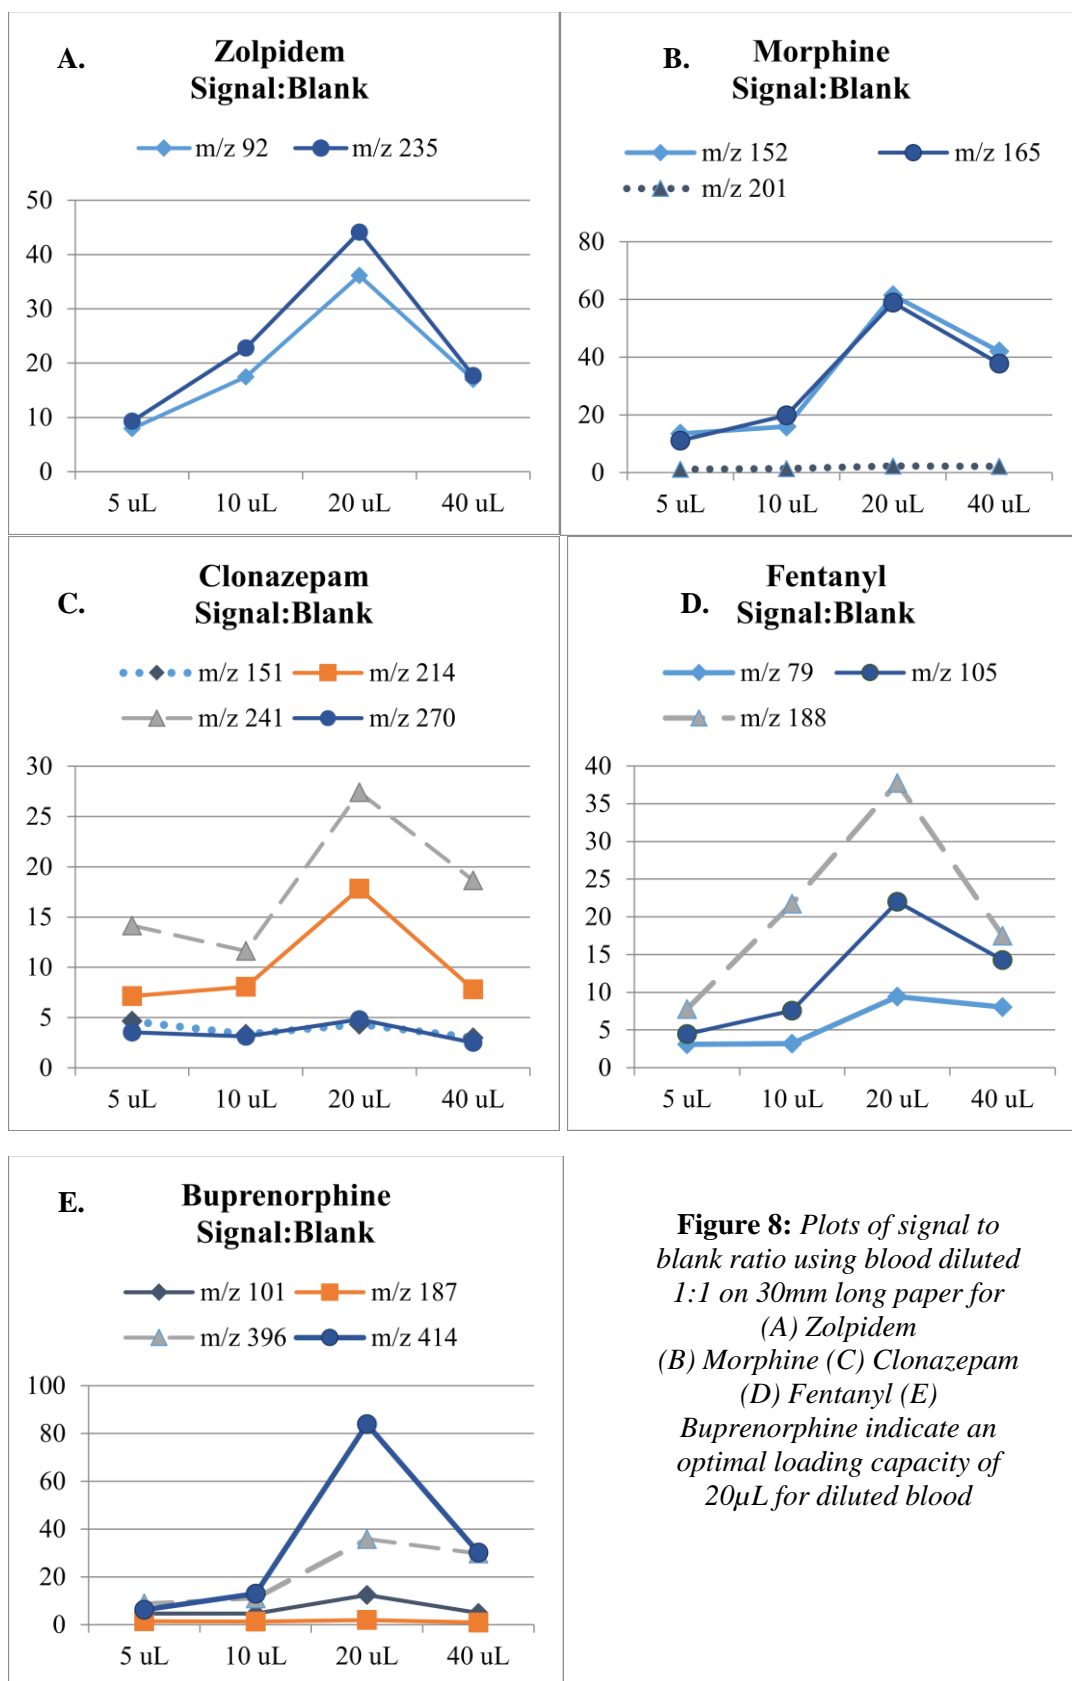 A.
Zolpidem
Signal:Blank
m/z 92 m/z 235
50
40
30
20
10
0
5 uL 10 uL 20 uL 40 uL
B.
Morphine
Signal:Blank
m/z 152 m/z 165
m/z 201
80
60
40
20
0
5 uL 10 uL 20 uL 40 uL
C.
Clonazepam
Signal:Blank
m/z 151 m/z 214
m/z 241 m/z 270
30
25
20
15
10
5
0
5 uL 10 uL 20 uL 40 uL
D.
Fentanyl
Signal:Blank
m/z 79 m/z 105
m/z 188
40
35
30
25
20
15
10
5
0
5 uL 10 uL 20 uL 40 uL
E.
Buprenorphine
Signal:Blank
m/z 101 m/z 187
m/z 396 m/z 414
100
80
60
40
20
0
5 uL 10 uL 20 uL 40 uL
Figure 8: Plots of signal to
blank ratio using blood diluted
1:1 on 30mm long paper for
(A) Zolpidem
(B) Morphine (C) Clonazepam
(D) Fentanyl (E)
Buprenorphine indicate an
optimal loading capacity of
20µL for diluted blood